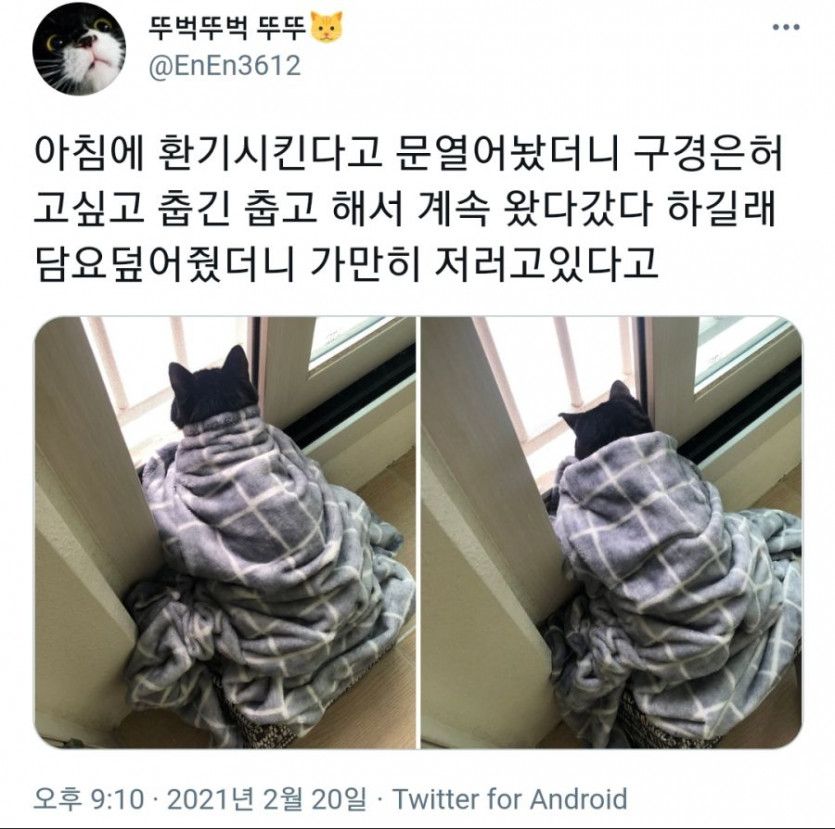 뚜벅뚜벅 뚜뚜🐱
@EnEn3612
아침에 환기시킨다고 문열어놨더니 구경은허
고싶고 춥긴 춥고 해서 계속 왔다갔다 하길래
담요덮어줬더니 가만히 저러고있다고
오후 9:10 · 2021년 2월 20일 · Twitter for Android